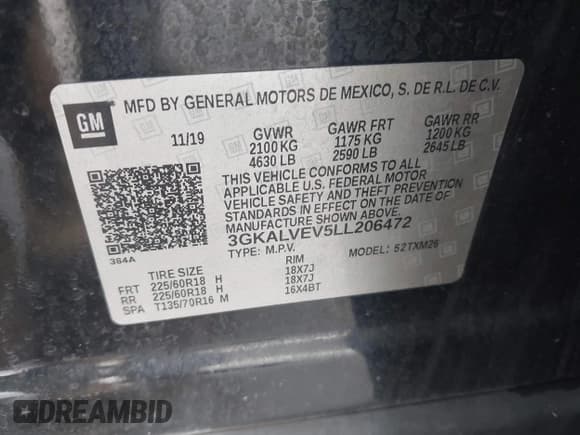 GM
MFD BY GENERAL MOTORS DE MEXICO, S. DE R.L. DE C.V.
11/19 GVWR GAWR FRT GAWR RR
2100 KG 1175 KG 1200 KG
4630 LB 2590 LB 2645 LB
THIS VEHICLE CONFORMS TO ALL
APPLICABLE U.S. FEDERAL MOTOR
VEHICLE SAFETY AND THEFT PREVENTION
STANDARDS IN EFFECT ON THE DATE OF
MANUFACTURE SHOWN ABOVE.
3GKALVEV5LL206472
TYPE: M.P.V. MODEL: 52TXM26
384A
TIRE SIZE RIM
FRT 225/60R18 H 18X7J
RR 225/60R18 H 18X7J
SPA T135/70R16 M 16X4BT
DREAMBID